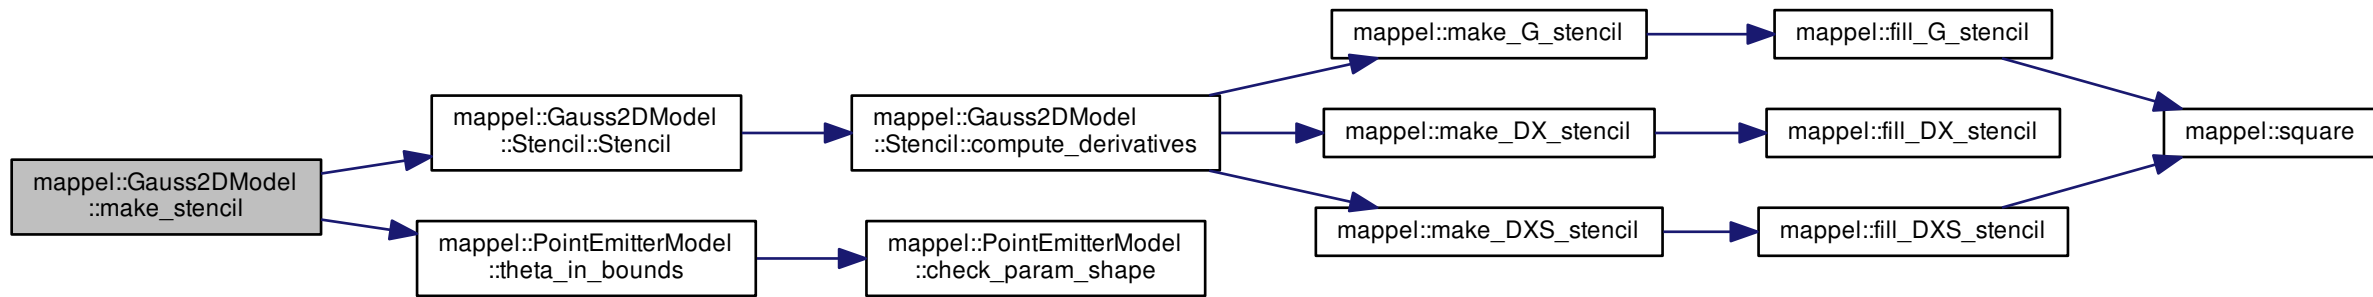 mappel::Gauss2DModel
::make_stencil
mappel::Gauss2DModel
::Stencil::Stencil
mappel::Gauss2DModel
::Stencil::compute_derivatives
mappel::make_G_stencil
mappel::fill_G_stencil
mappel::square
mappel::make_DX_stencil
mappel::fill_DX_stencil
mappel::make_DXS_stencil
mappel::fill_DXS_stencil
mappel::PointEmitterModel
::theta_in_bounds
mappel::PointEmitterModel
::check_param_shape